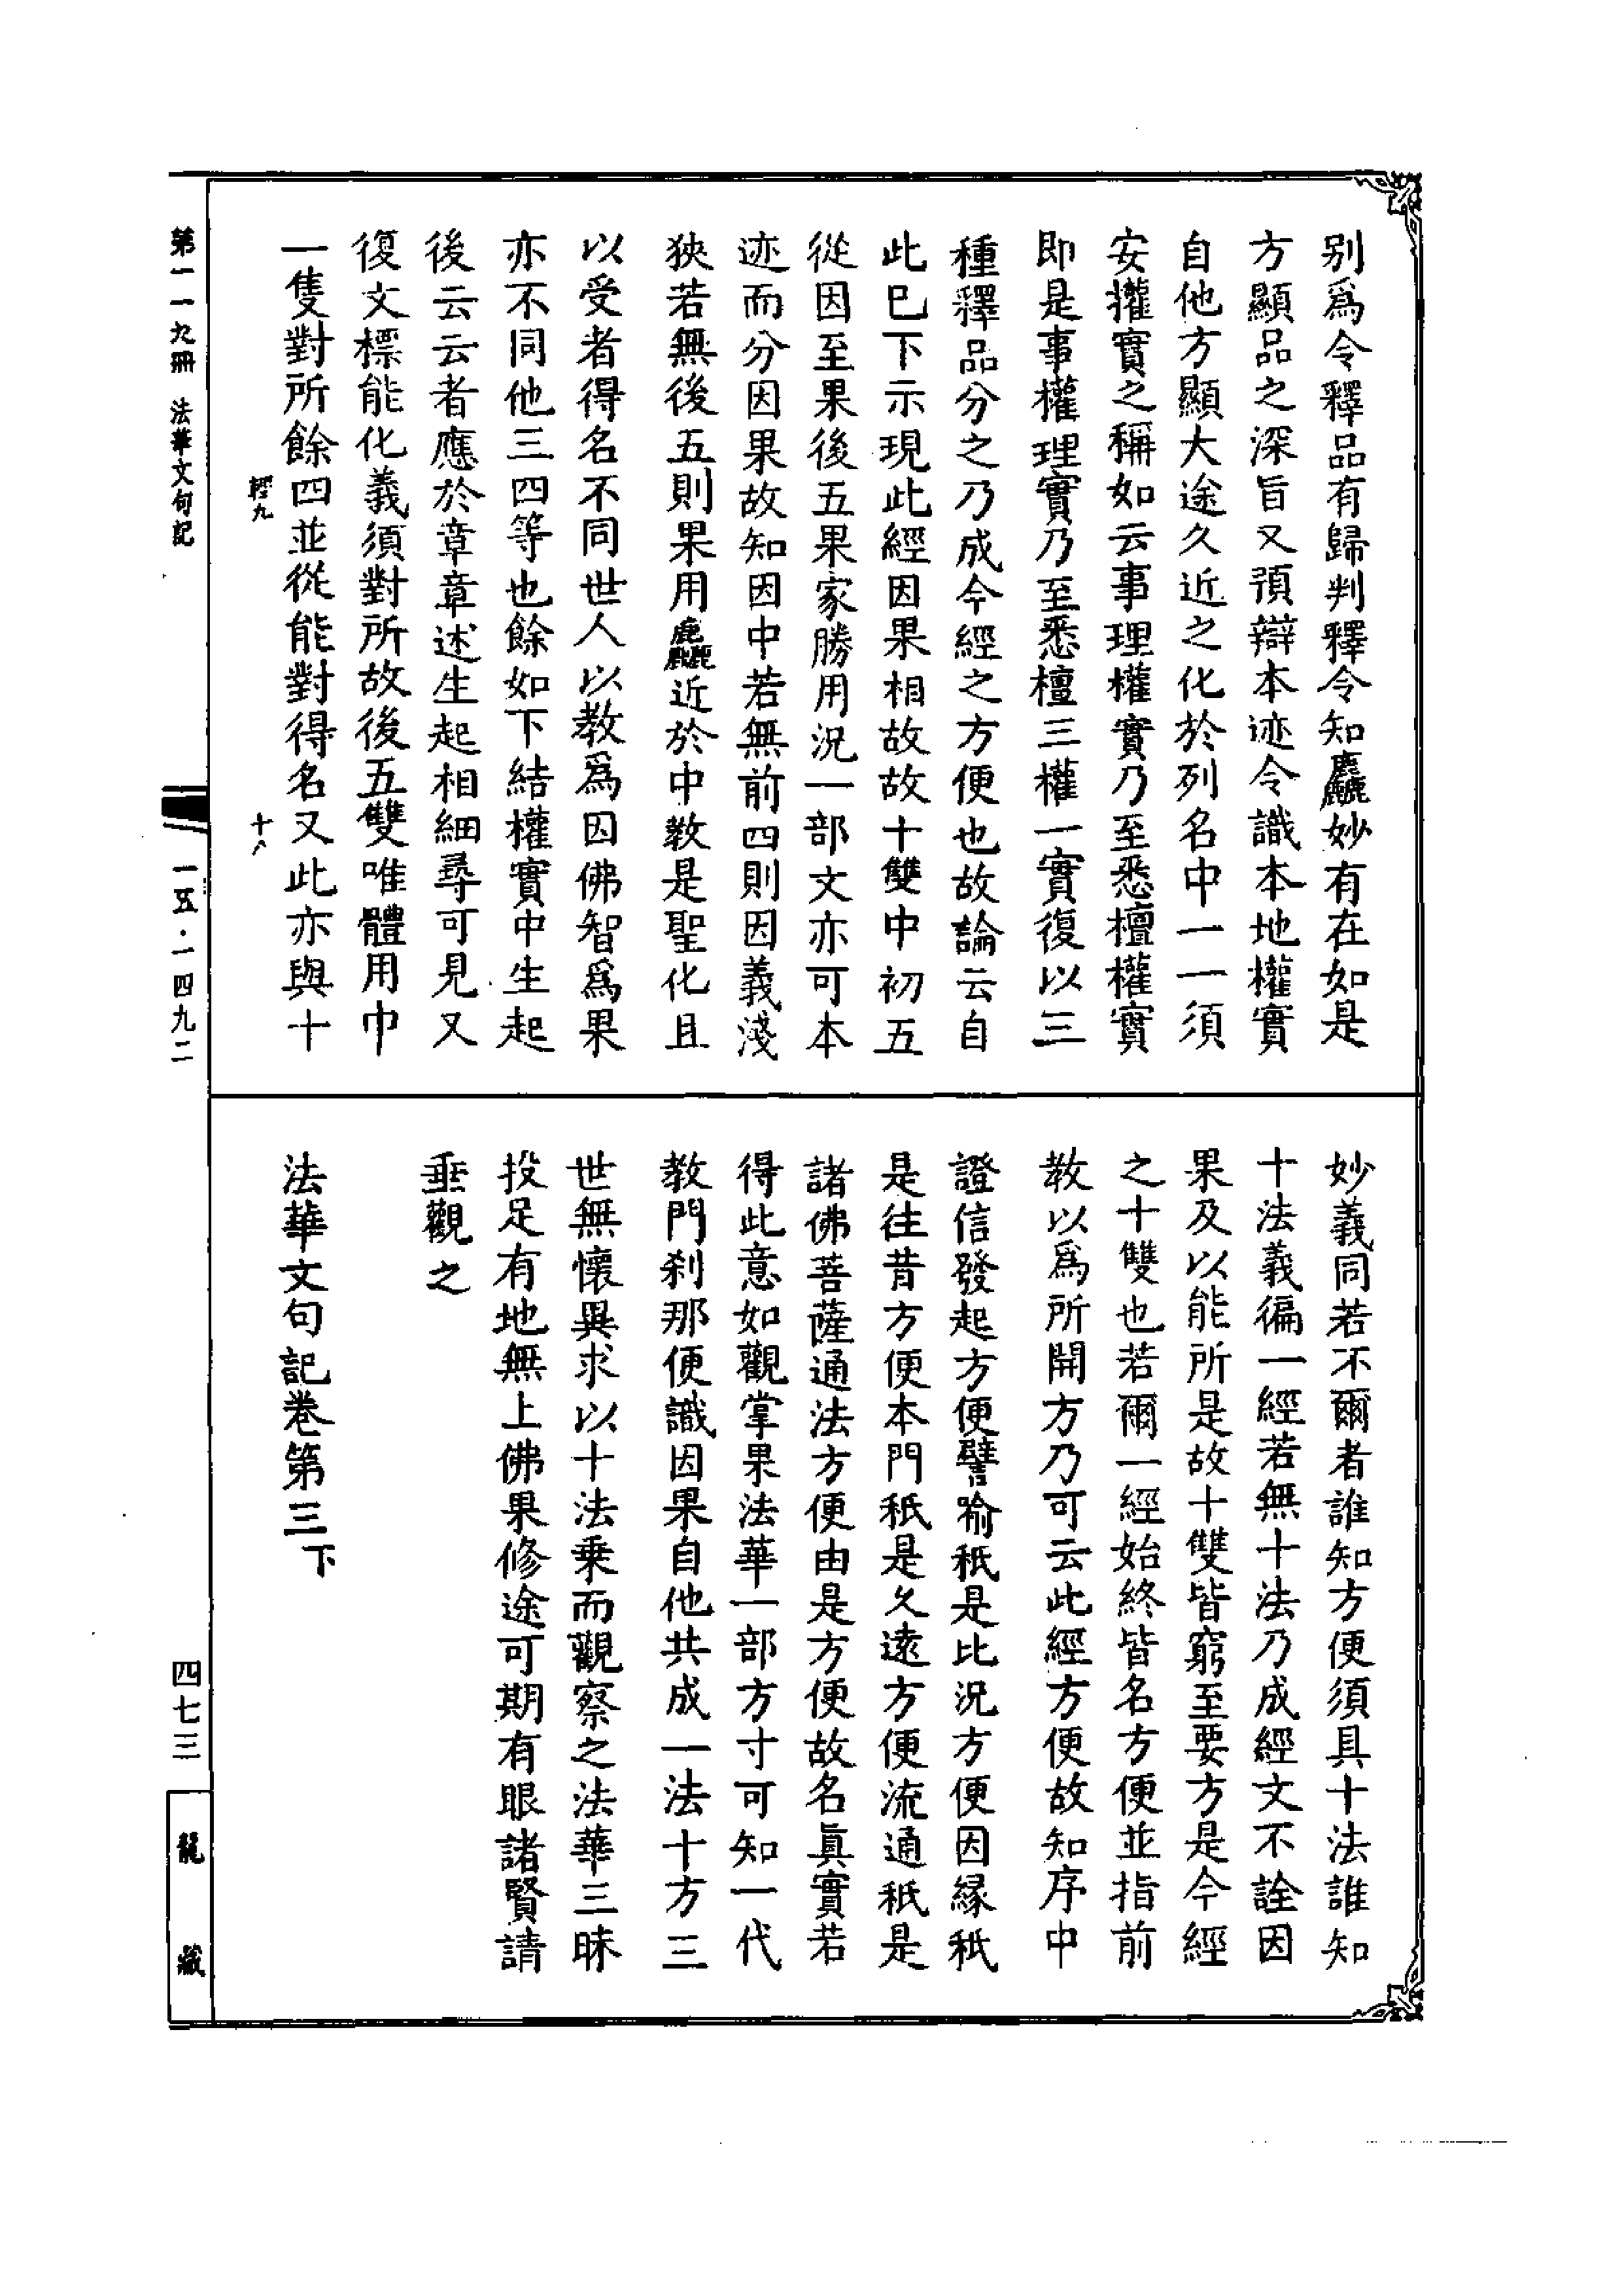 别爲令釋品有歸判釋令知麤妙有在如是
方顯品之深旨又預辯本迹令識本地權實
自他方顯大途久近之化於列名中一一須
安權實之稱如云事理權實乃至悉檀權實
即是事權理實乃至悉檀三權一實復以三
種釋品分之乃成今經之方便也故論云自
此已下示現此經因果相故故十雙中初五
從因至果後五果家勝用況一部文亦可本
迹而分因果故知因中若無前四則因義淺
狹若無後五則果用麤近於中教是聖化且
以受者得名不同世人以教爲因佛智爲果
亦不同他三四等也餘如下結權實中生起
後云云者應於章章述生起相細尋可見又
復文標能化義須對所故後五雙唯體用中
一隻對所餘四並從能對得名又此亦與十
妙義同若不爾者誰知方便須具十法誰知
十法義徧一經若無十法乃成經文不詮因
果及以能所是故十雙皆窮至要方是今經
之十雙也若爾一經始終皆名方便並指前
教以爲所開方乃可云此經方便故知序中
證信發起方便譬喻秖是比況方便因緣秖
是往昔方便本門秖是久遠方便流通秖是
諸佛菩薩通法方便由是方便故名眞實若
得此意如觀掌果法華一部方寸可知一代
教門刹那便識因果自他共成一法十方三
世無懷異求以十法乘而觀察之法華三昧
投足有地無上佛果修途可期有眼諸賢請
垂觀之
法華文句記卷第三下
第一一九冊 法華文句記
十八
一五·一四九二
四七三
龍藏